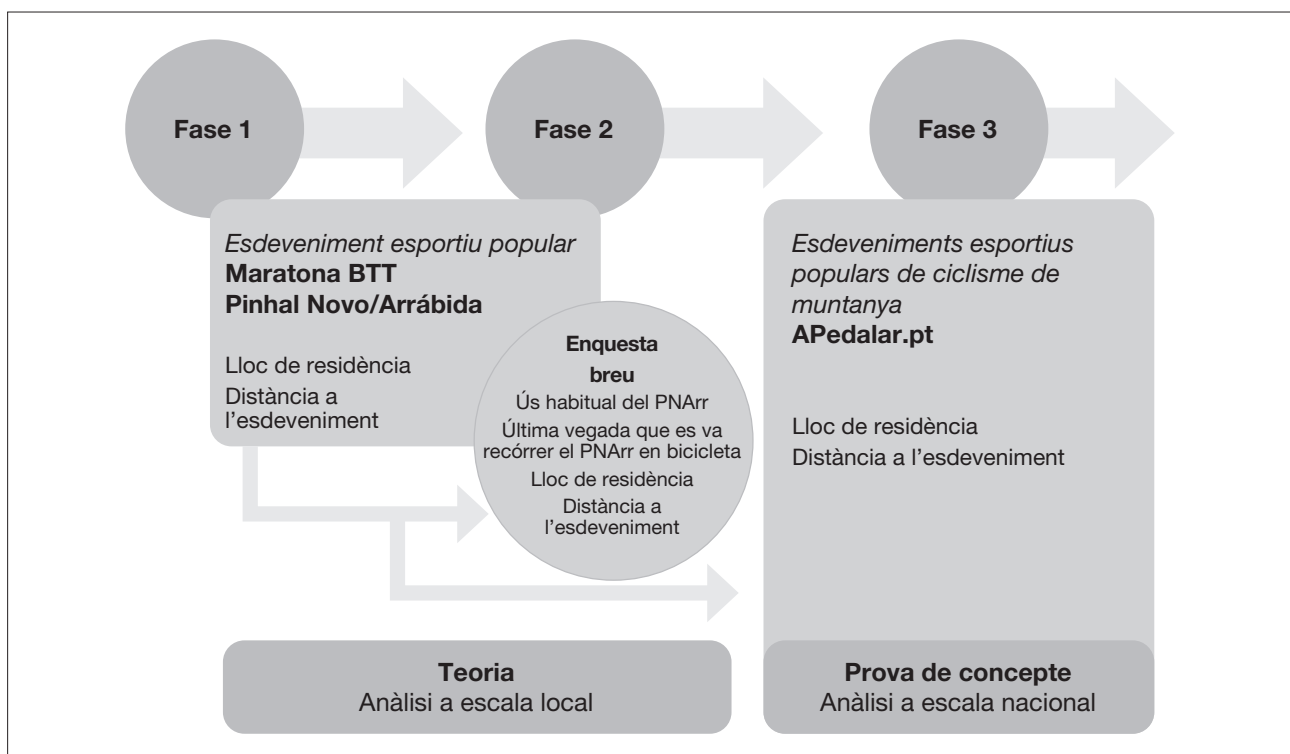 Fase 1
Fase 2
Fase 3
Esdeveniment esportiu popular
Maratona BTT
Pinhal Novo/Arrábida
Lloc de residència
Distància a
l'esdeveniment
Enquesta
breu
Ús habitual del PNArr
Última vegada que es va
recórrer el PNArr en bicicleta
Lloc de residència
Distància a
l'esdeveniment
Esdeveniments esportius
populars de ciclisme de
muntanya
APedalar.pt
Lloc de residència
Distància a l'esdeveniment
Teoria
Anàlisi a escala local
Prova de concepte
Anàlisi a escala nacional